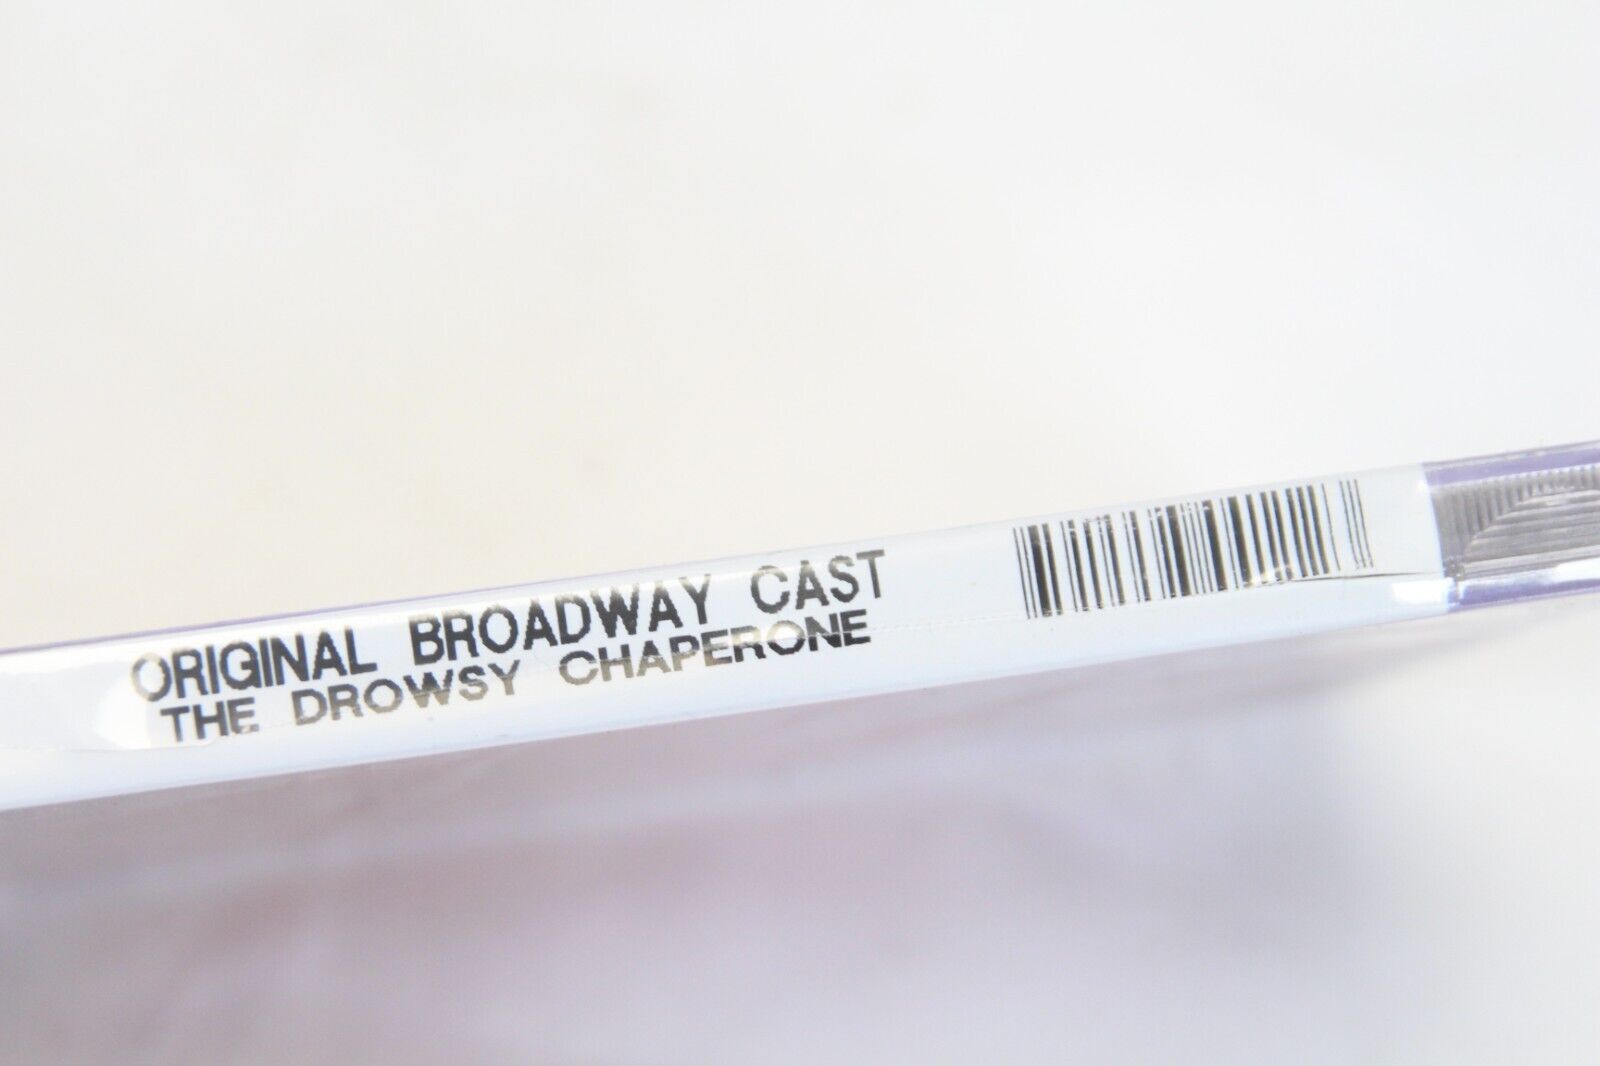 ORIGINAL BROADWAY CAST
THE DROWSY CHAPERONE